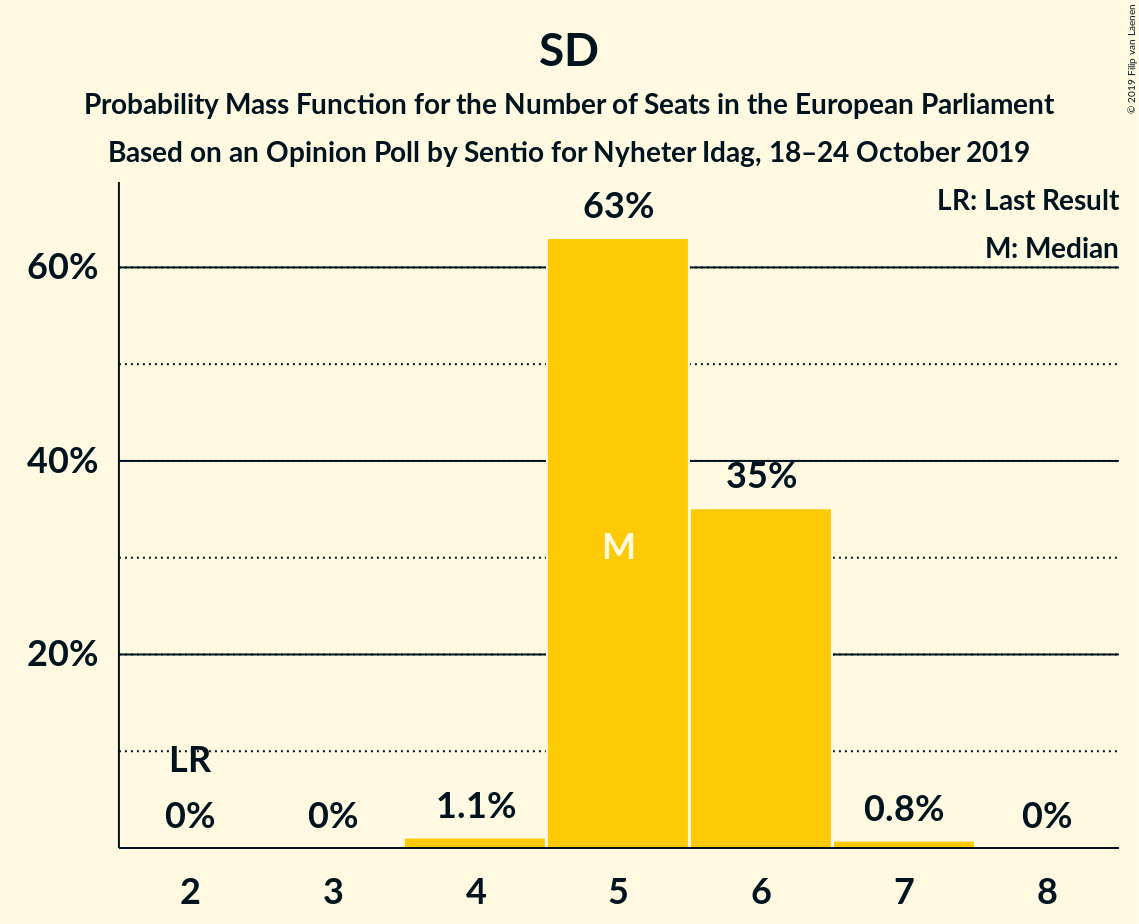 SD
Probability Mass Function for the Number of Seats in the European Parliament
Based on an Opinion Poll by Sentio for Nyheter Idag, 18–24 October 2019
© 2019 Filip van Laenen
LR: Last Result
M: Median
60%
40%
20%
63%
35%
M
LR
0%
0%
1.1%
0.8%
0%
2 3 4 5 6 7 8